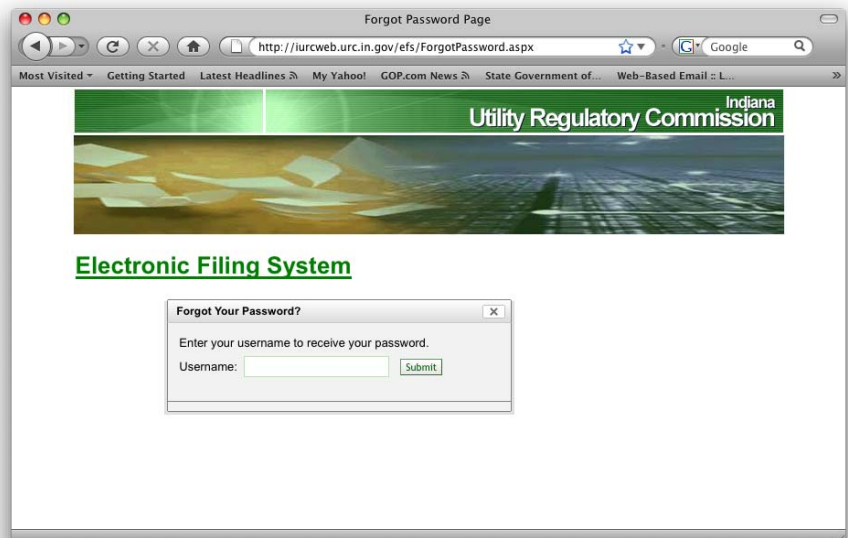 Forgot Password Page
http://iurcweb.urc.in.gov/efs/ForgotPassword.aspx
G
Google
Most Visited Getting Started Latest Headlines My Yahoo! GOP.com News State Government of... Web-Based Email :: L... »
Indiana
Utility Regulatory Commission
Electronic Filing System
Forgot Your Password?
Enter your username to receive your password.
Username: Submit